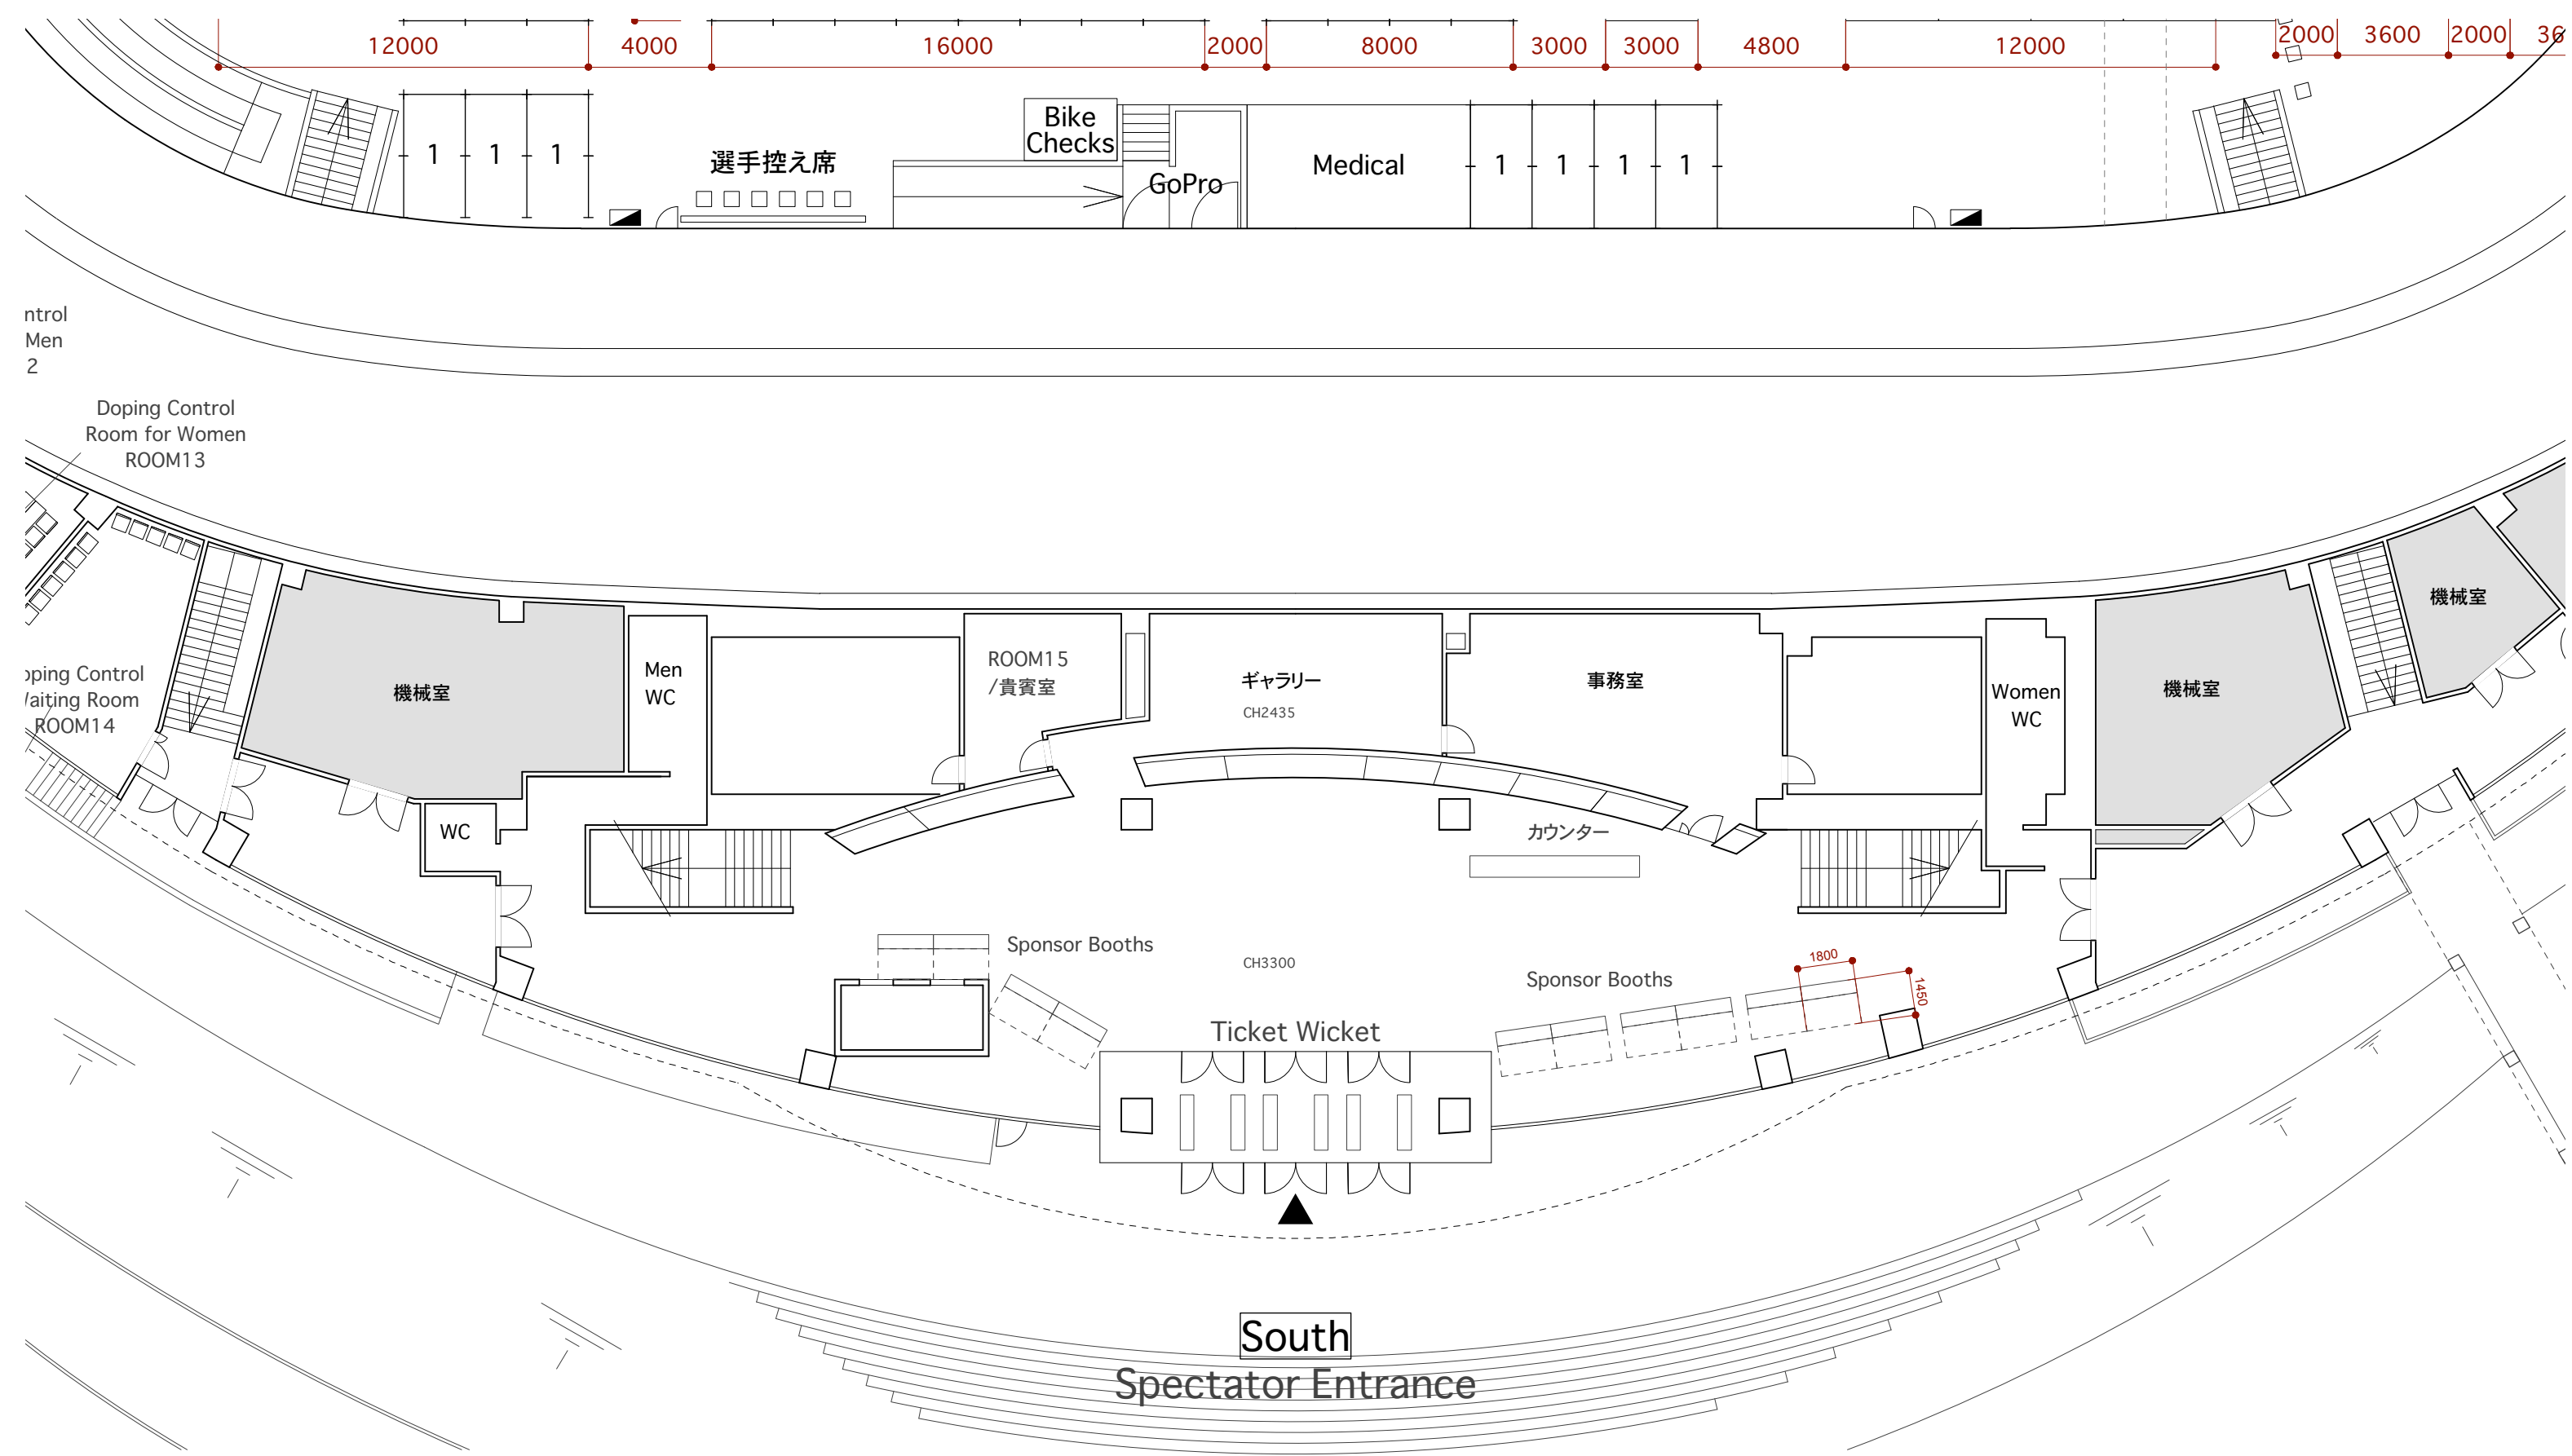 12000
4000
16000
2000
8000
3000
3000
4800
12000
2000
3600
2000
36
1
1
1
選手控え席
Bike
Checks
GoPro
Medical
1
1
1
1
ntrol
Men
2
Doping Control
Room for Women
ROOM13
oping Control
Waiting Room
ROOM14
機械室
Men
WC
WC
ROOM15
/貴賓室
ギャラリー
CH2435
事務室
カウンター
Women
WC
機械室
機械室
Sponsor Booths
CH3300
Sponsor Booths
1800
1450
Ticket Wicket
South
Spectator Entrance